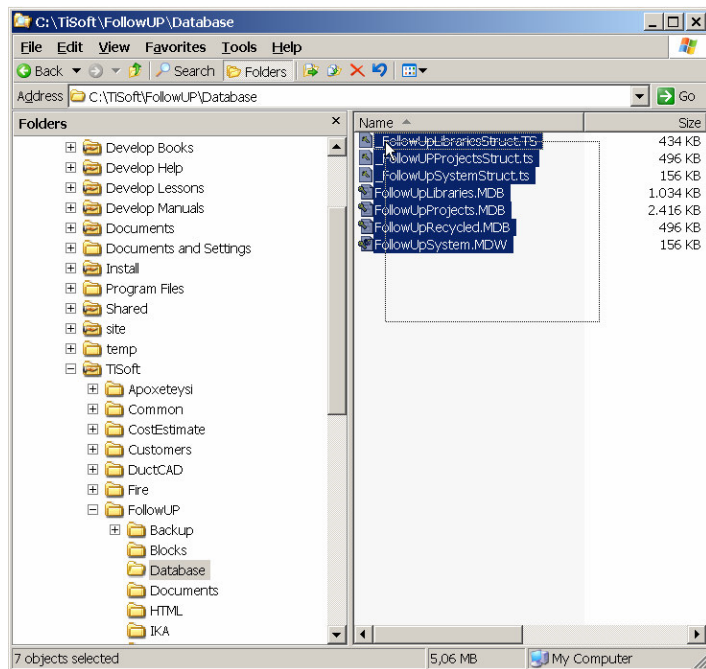 C:\TiSoft\FollowUP\Database
File Edit View Favorites Tools Help
Back Search Folders
Address C:\TiSoft\FollowUP\Database Go
Folders x
Name Size
Develop Books
Develop Help
Develop Lessons
Develop Manuals
Documents
Documents and Settings
Install
Program Files
Shared
site
temp
TiSoft
Apoxeteysi
Common
CostEstimate
Customers
DuctCAD
Fire
FollowUP
Backup
Blocks
Database
Documents
HTML
IKA
_FollowUpLibrariesStruct.TS 434 KB
_FollowUPProjectsStruct.ts 496 KB
_FollowUpSystemStruct.ts 156 KB
FollowUpLibraries.MDB 1.034 KB
FollowUpProjects.MDB 2.416 KB
FollowUpRecycled.MDB 496 KB
FollowUpSystem.MDW 156 KB
7 objects selected 5,06 MB My Computer